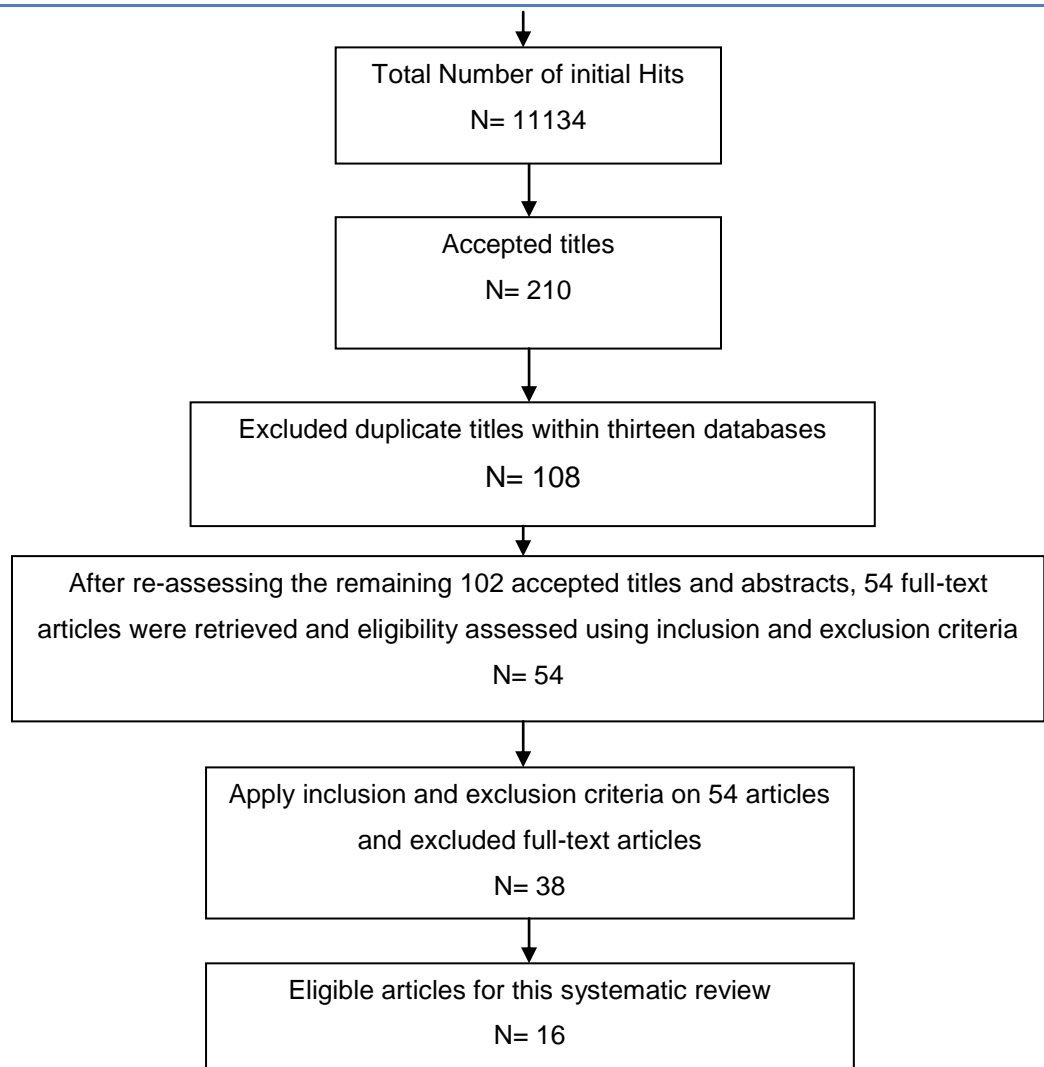 Total Number of initial Hits
N= 11134
Accepted titles
N= 210
Excluded duplicate titles within thirteen databases
N= 108
After re-assessing the remaining 102 accepted titles and abstracts, 54 full-text
articles were retrieved and eligibility assessed using inclusion and exclusion criteria
N= 54
Apply inclusion and exclusion criteria on 54 articles
and excluded full-text articles
N= 38
Eligible articles for this systematic review
N= 16